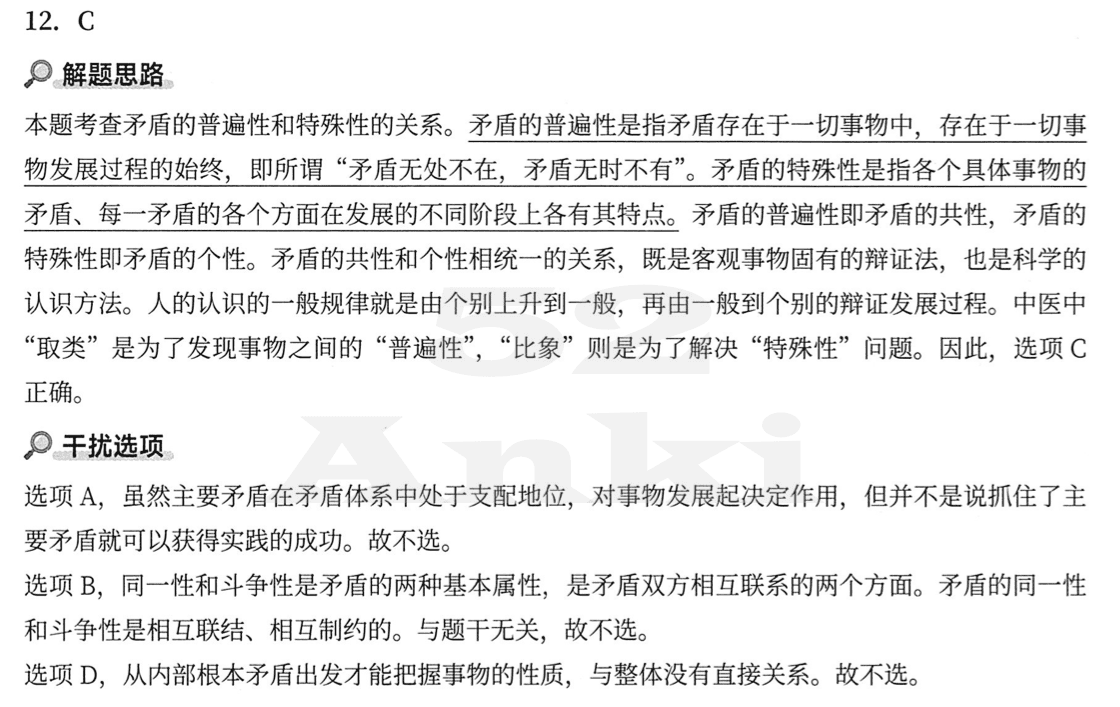 12. C
解题思路
本题考查矛盾的普遍性和特殊性的关系。矛盾的普遍性是指矛盾存在于一切事物中，存在于一切事
物发展过程的始终，即所谓“矛盾无处不在，矛盾无时不有”。矛盾的特殊性是指各个具体事物的
矛盾、每一矛盾的各个方面在发展的不同阶段上各有其特点。矛盾的普遍性即矛盾的共性，矛盾的
特殊性即矛盾的个性。矛盾的共性和个性相统一的关系，既是客观事物固有的辩证法，也是科学的
认识方法。人的认识的一般规律就是由个别上升到一般，再由一般到个别的辩证发展过程。中医中
“取类”是为了发现事物之间的“普遍性”，“比象”则是为了解决“特殊性”问题。因此，选项 C
正确。
干扰选项
选项 A，虽然主要矛盾在矛盾体系中处于支配地位，对事物发展起决定作用，但并不是说抓住了主
要矛盾就可以获得实践的成功。故不选。
选项 B，同一性和斗争性是矛盾的两种基本属性，是矛盾双方相互联系的两个方面。矛盾的同一性
和斗争性是相互联结、相互制约的。与题干无关，故不选。
选项 D，从内部根本矛盾出发才能把握事物的性质，与整体没有直接关系。故不选。
52
Anki